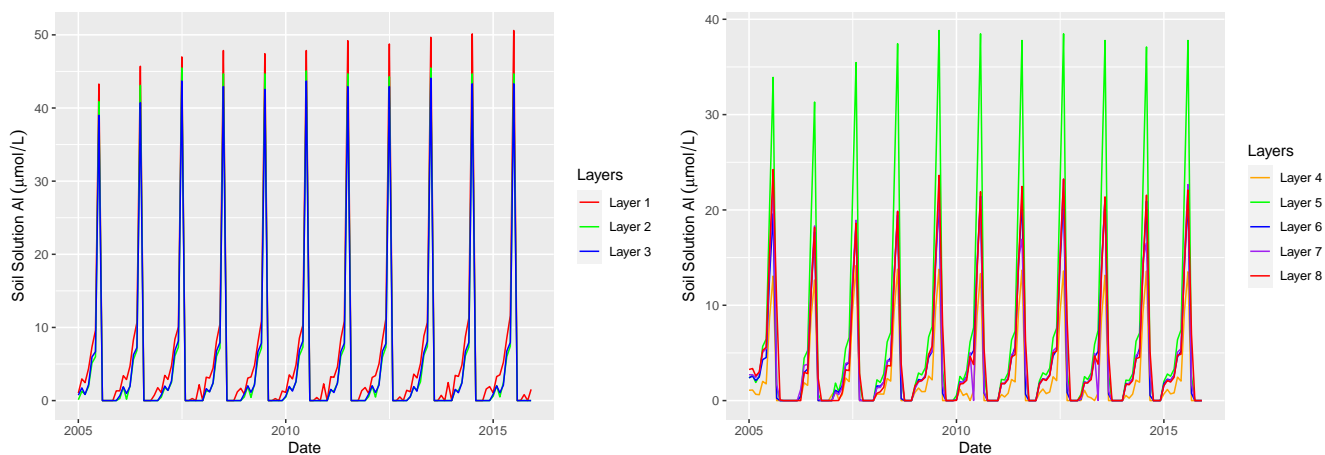 50
40
30
20
10
0
Soil Solution Al (μmol/L)
2005
2010
2015
Date
Layers
Layer 1
Layer 2
Layer 3
40
30
20
10
0
Soil Solution Al (μmol/L)
2005
2010
2015
Date
Layers
Layer 4
Layer 5
Layer 6
Layer 7
Layer 8